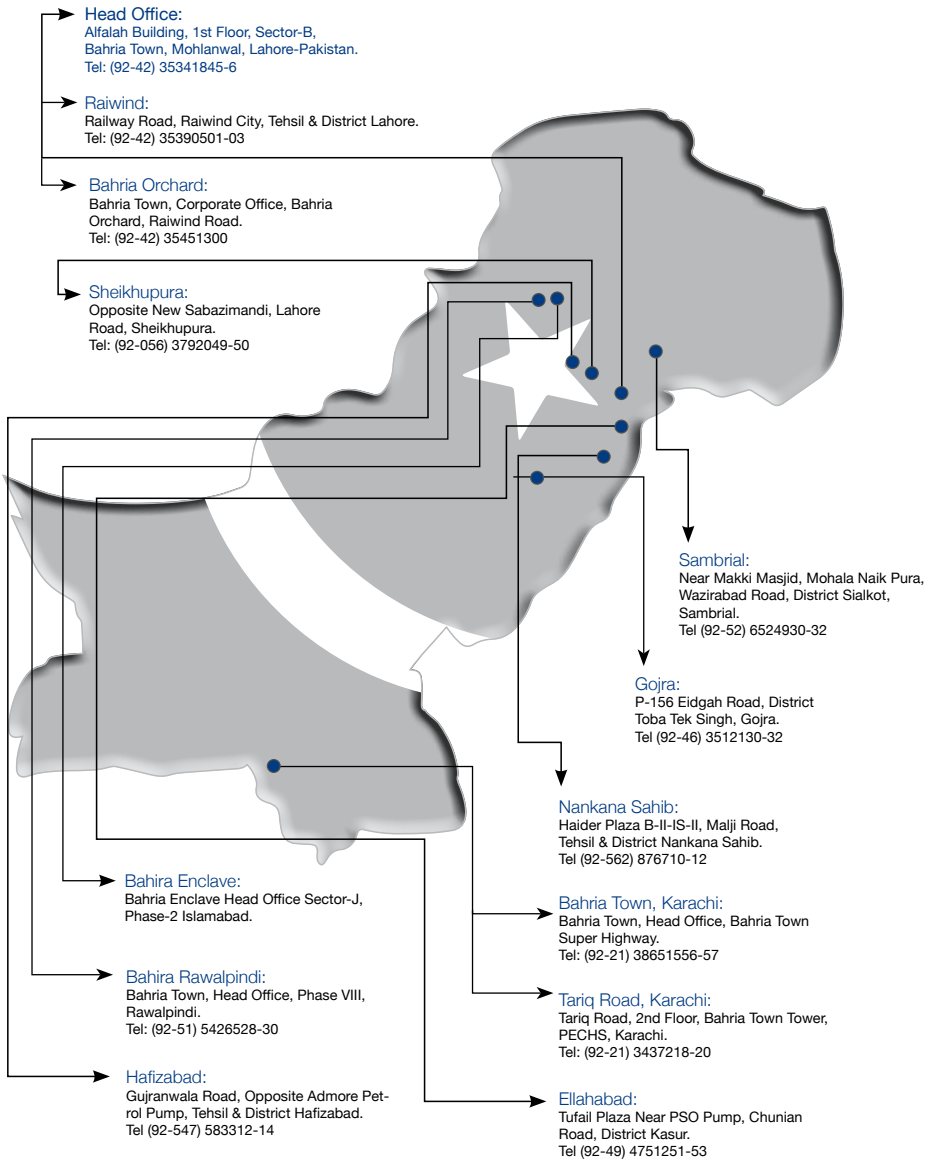 Head Office:
Alfalah Building, 1st Floor, Sector-B,
Bahria Town, Mohlanwal, Lahore-Pakistan.
Tel: (92-42) 35341845-6
Raiwind:
Railway Road, Raiwind City, Tehsil & District Lahore.
Tel: (92-42) 35390501-03
Bahria Orchard:
Bahria Town, Corporate Office, Bahria
Orchard, Raiwind Road.
Tel: (92-42) 35451300
Sheikhupura:
Opposite New Sabazimandi, Lahore
Road, Sheikhupura.
Tel: (92-056) 3792049-50
Sambrial:
Near Makki Masjid, Mohala Naik Pura,
Wazirabad Road, District Sialkot,
Sambrial.
Tel (92-52) 6524930-32
Gojra:
P-156 Eidgah Road, District
Toba Tek Singh, Gojra.
Tel (92-46) 3512130-32
Nankana Sahib:
Haider Plaza B-II-IS-II, Malji Road,
Tehsil & District Nankana Sahib.
Tel (92-562) 876710-12
Bahira Enclave:
Bahria Enclave Head Office Sector-J,
Phase-2 Islamabad.
Bahria Town, Karachi:
Bahria Town, Head Office, Bahria Town
Super Highway.
Tel: (92-21) 38651556-57
Bahira Rawalpindi:
Bahria Town, Head Office, Phase VIII,
Rawalpindi.
Tel: (92-51) 5426528-30
Tariq Road, Karachi:
Tariq Road, 2nd Floor, Bahria Town Tower,
PECHS, Karachi.
Tel: (92-21) 3437218-20
Hafizabad:
Gujranwala Road, Opposite Admore Pet-
rol Pump, Tehsil & District Hafizabad.
Tel (92-547) 583312-14
Ellahabad:
Tufail Plaza Near PSO Pump, Chunian
Road, District Kasur.
Tel (92-49) 4751251-53